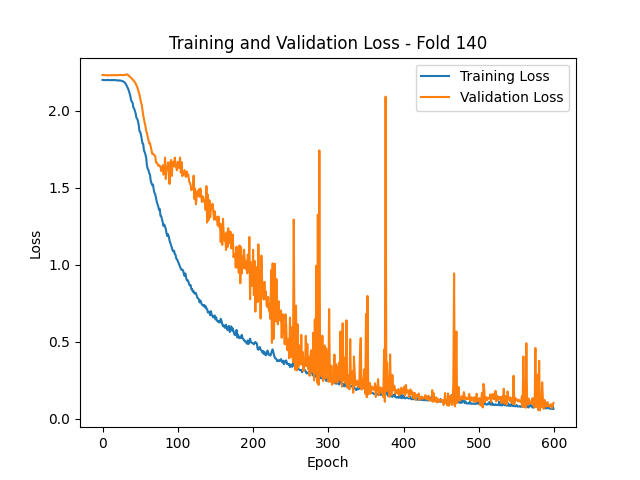 Training and Validation Loss - Fold 140
Training Loss
Validation Loss
2.0
1.5
1.0
0.5
0.0
Loss
0 100 200 300 400 500 600
Epoch